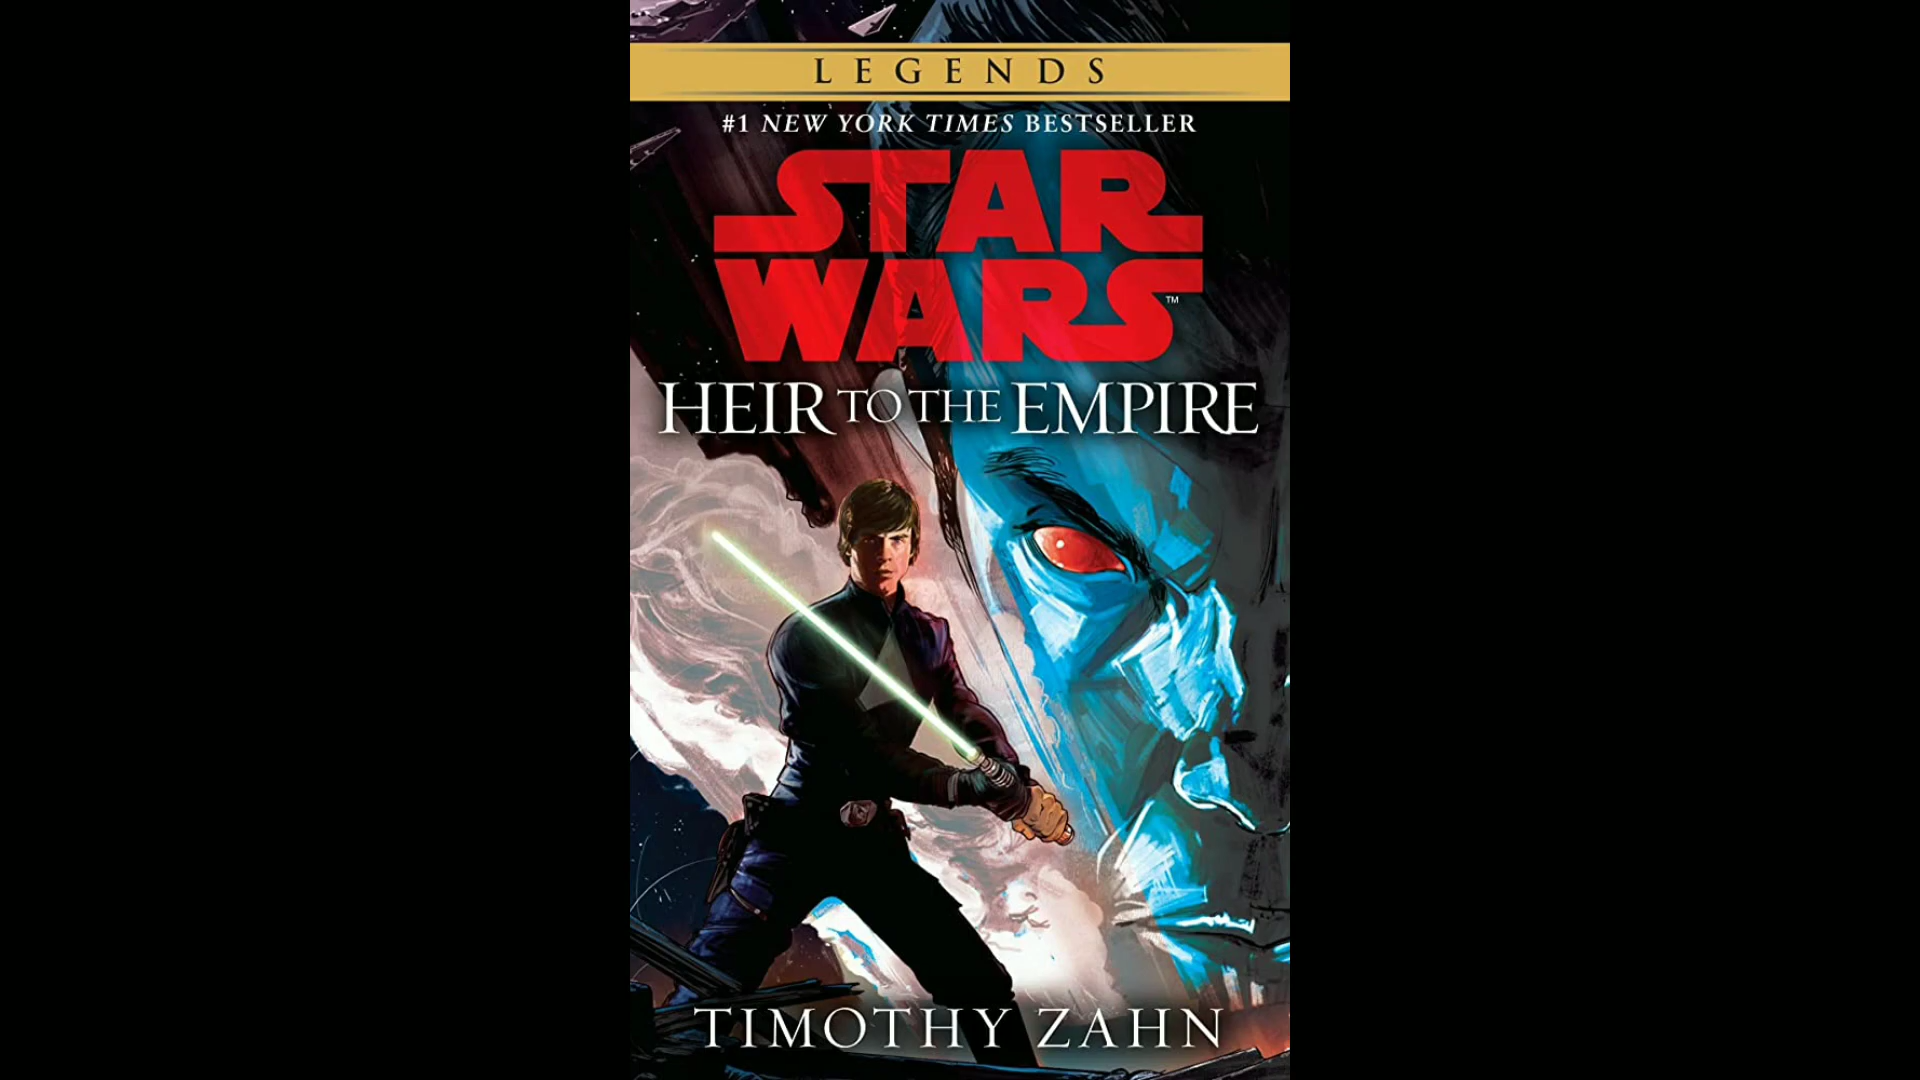 LEGENDS
#1 NEW YORK TIMES BESTSELLER
STAR
WARS™
HEIR TO THE EMPIRE
TIMOTHY ZAHN